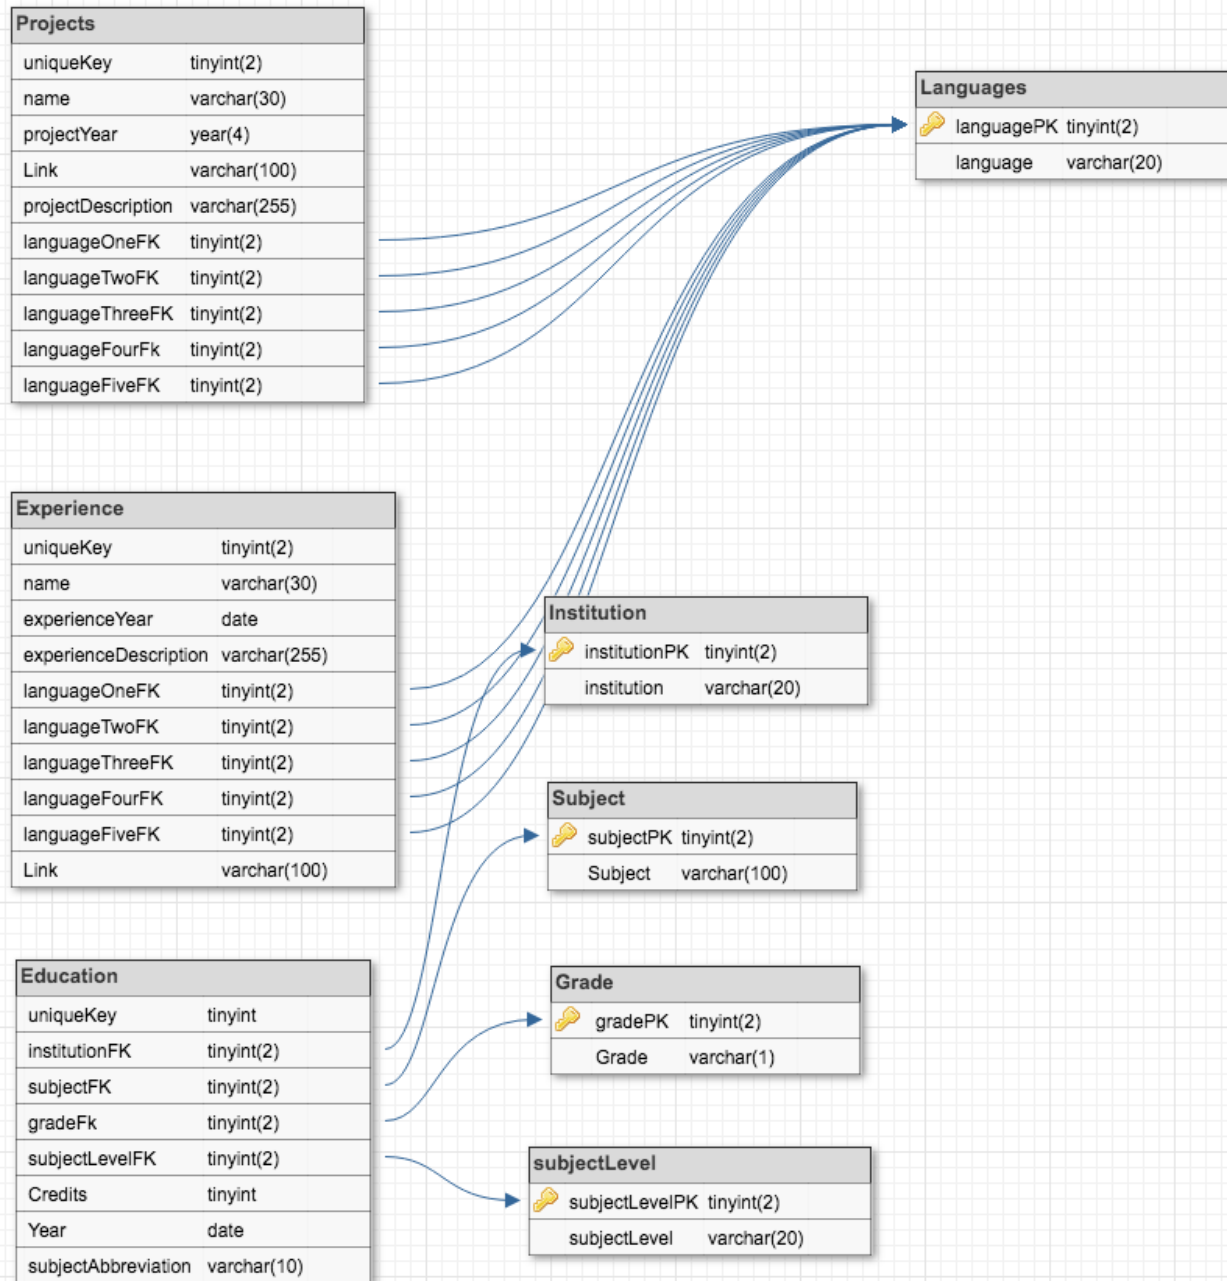 Projects
uniqueKey tinyint(2)
name varchar(30)
projectYear year(4)
Link varchar(100)
projectDescription varchar(255)
languageOneFK tinyint(2)
languageTwoFK tinyint(2)
languageThreeFK tinyint(2)
languageFourFk tinyint(2)
languageFiveFK tinyint(2)
Languages
languagePK tinyint(2)
language varchar(20)
Experience
uniqueKey tinyint(2)
name varchar(30)
experienceYear date
experienceDescription varchar(255)
languageOneFK tinyint(2)
languageTwoFK tinyint(2)
languageThreeFK tinyint(2)
languageFourFK tinyint(2)
languageFiveFK tinyint(2)
Link varchar(100)
Institution
institutionPK tinyint(2)
institution varchar(20)
Subject
subjectPK tinyint(2)
Subject varchar(100)
Education
uniqueKey tinyint
institutionFK tinyint(2)
subjectFK tinyint(2)
gradeFk tinyint(2)
subjectLevelFK tinyint(2)
Credits tinyint
Year date
subjectAbbreviation varchar(10)
Grade
gradePK tinyint(2)
Grade varchar(1)
subjectLevel
subjectLevelPK tinyint(2)
subjectLevel varchar(20)